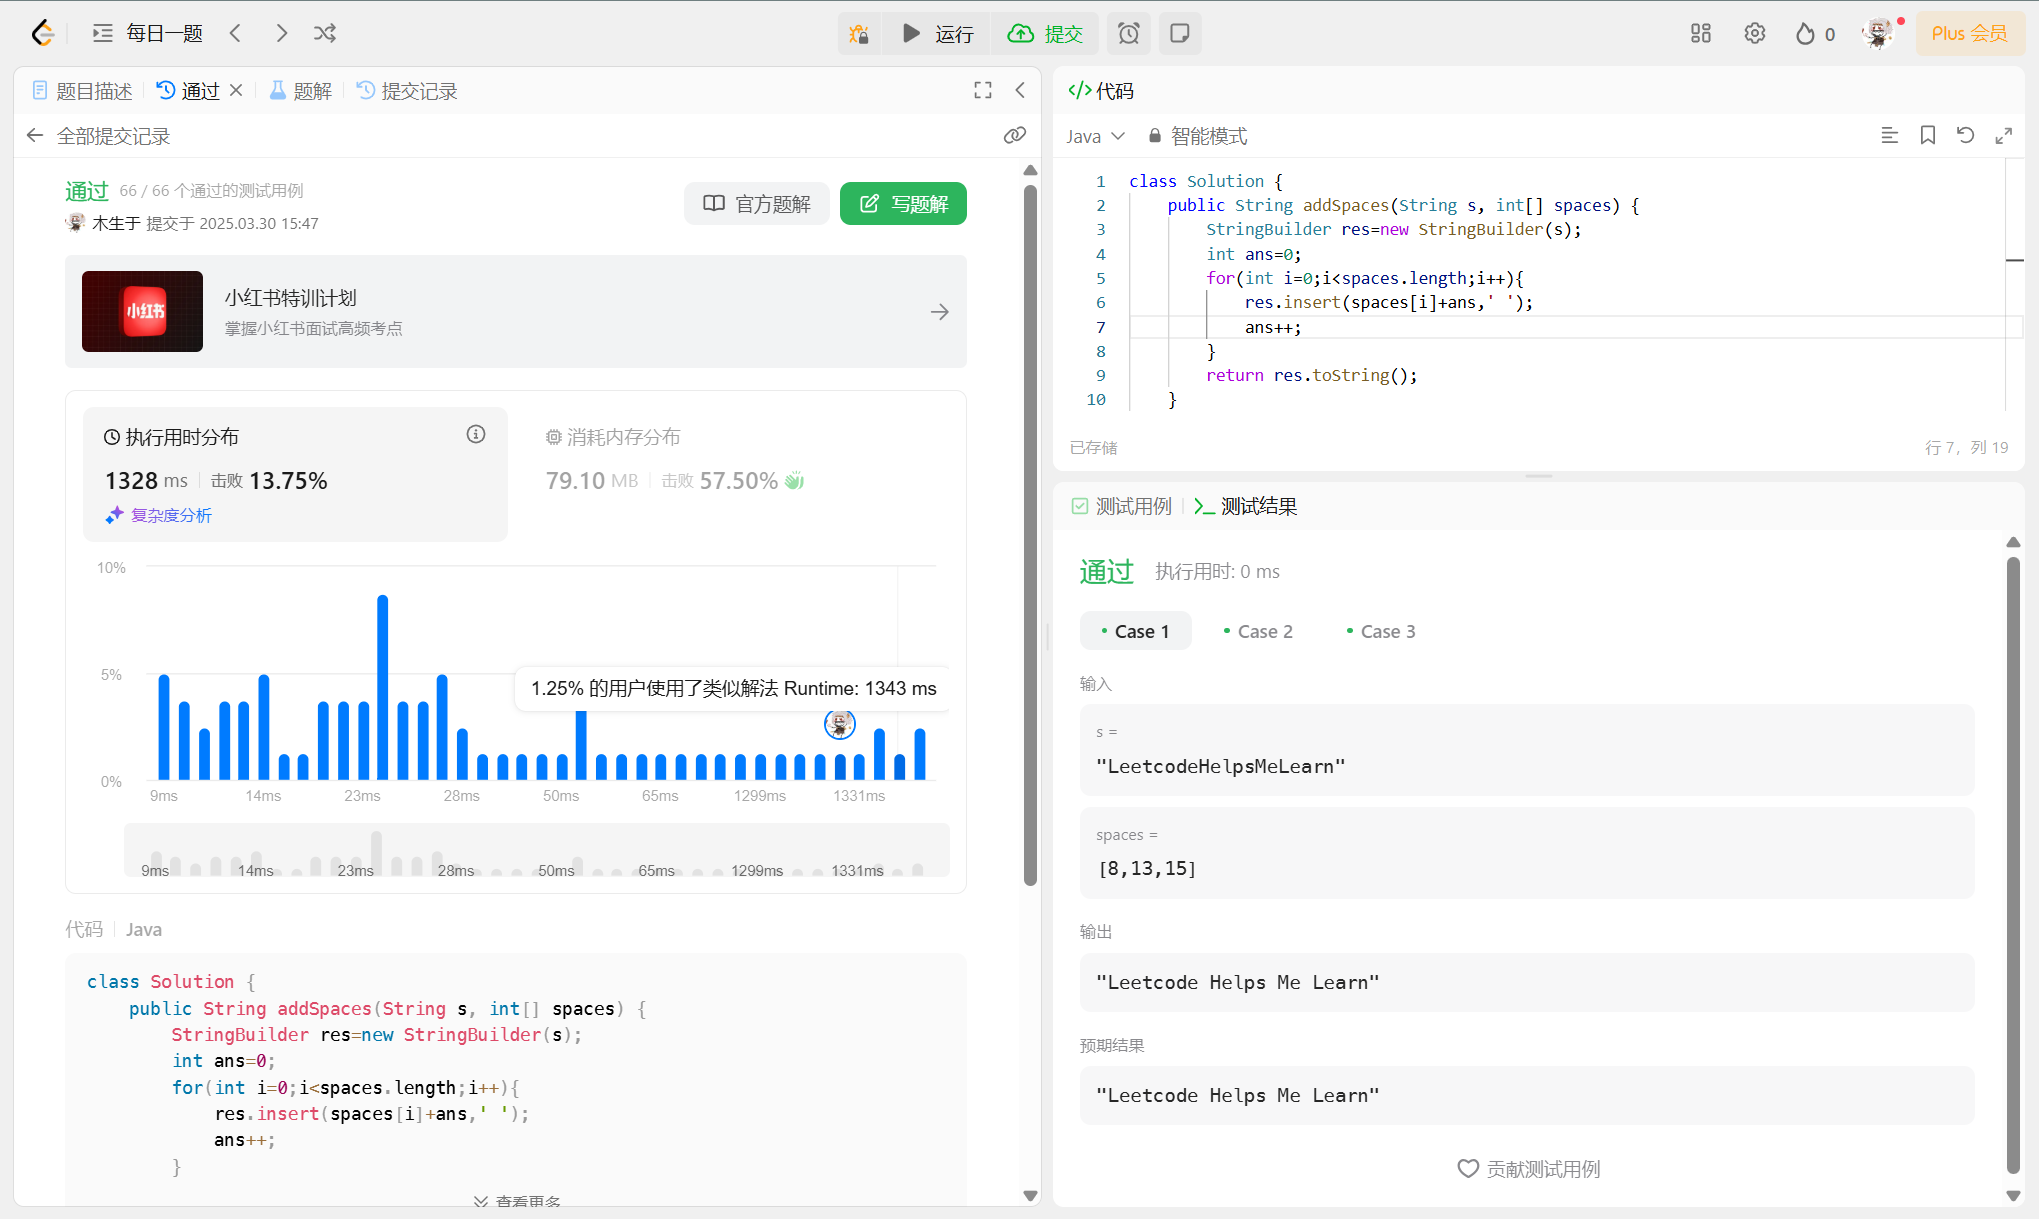 每日一题
运行
提交
0
Plus 会员
题目描述
通过
题解
提交记录
全部提交记录
通过 66 / 66 个通过的测试用例
木生于 提交于 2025.03.30 15:47
官方题解
写题解
小红书
小红书特训计划
掌握小红书面试高频考点
执行用时分布
1328 ms 击败 13.75%
复杂度分析
消耗内存分布
79.10 MB 击败 57.50%
10%
5%
0%
1.25% 的用户使用了类似解法 Runtime: 1343 ms
9ms 14ms 23ms 28ms 50ms 65ms 1299ms 1331ms
9ms 14ms 23ms 28ms 50ms 65ms 1299ms 1331ms
代码 Java
class Solution {
    public String addSpaces(String s, int[] spaces) {
        StringBuilder res=new StringBuilder(s);
        int ans=0;
        for(int i=0;i<spaces.length;i++){
            res.insert(spaces[i]+ans,' ');
            ans++;
        }
查看更多
代码
Java 智能模式
1 class Solution {
2     public String addSpaces(String s, int[] spaces) {
3         StringBuilder res=new StringBuilder(s);
4         int ans=0;
5         for(int i=0;i<spaces.length;i++){
6             res.insert(spaces[i]+ans,' ');
7             ans++;
8         }
9         return res.toString();
10     }
已存储
行 7, 列 19
测试用例
测试结果
通过 执行用时: 0 ms
Case 1
Case 2
Case 3
输入
s =
"LeetcodeHelpsMeLearn"
spaces =
[8,13,15]
输出
"Leetcode Helps Me Learn"
预期结果
"Leetcode Helps Me Learn"
贡献测试用例